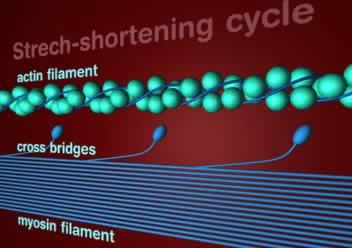 Strech-shortening cycle
actin filament
cross bridges
myosin filament